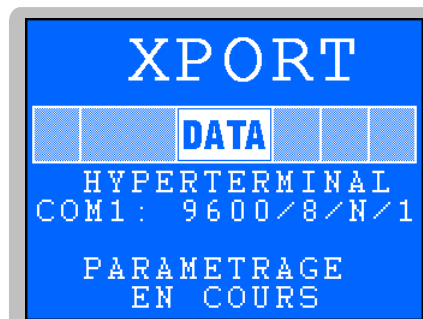 XPORT
DATA
HYPERTERMINAL
COM1: 9600/8/N/1
PARAMETRAGE
EN COURS